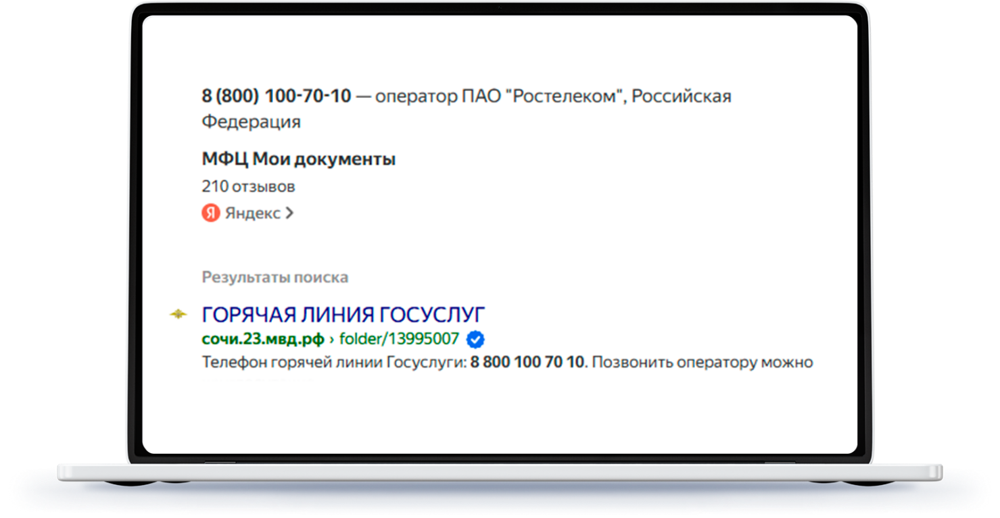 8 (800) 100-70-10 — оператор ПАО "Ростелеком", Российская
Федерация
МФЦ Мои документы
210 отзывов
Я Яндекс >
Результаты поиска
ГОРЯЧАЯ ЛИНИЯ ГОСУСЛУГ
сочи.23.мвд.рф › folder/13995007
Телефон горячей линии Госуслуги: 8 800 100 70 10. Позвонить оператору можно